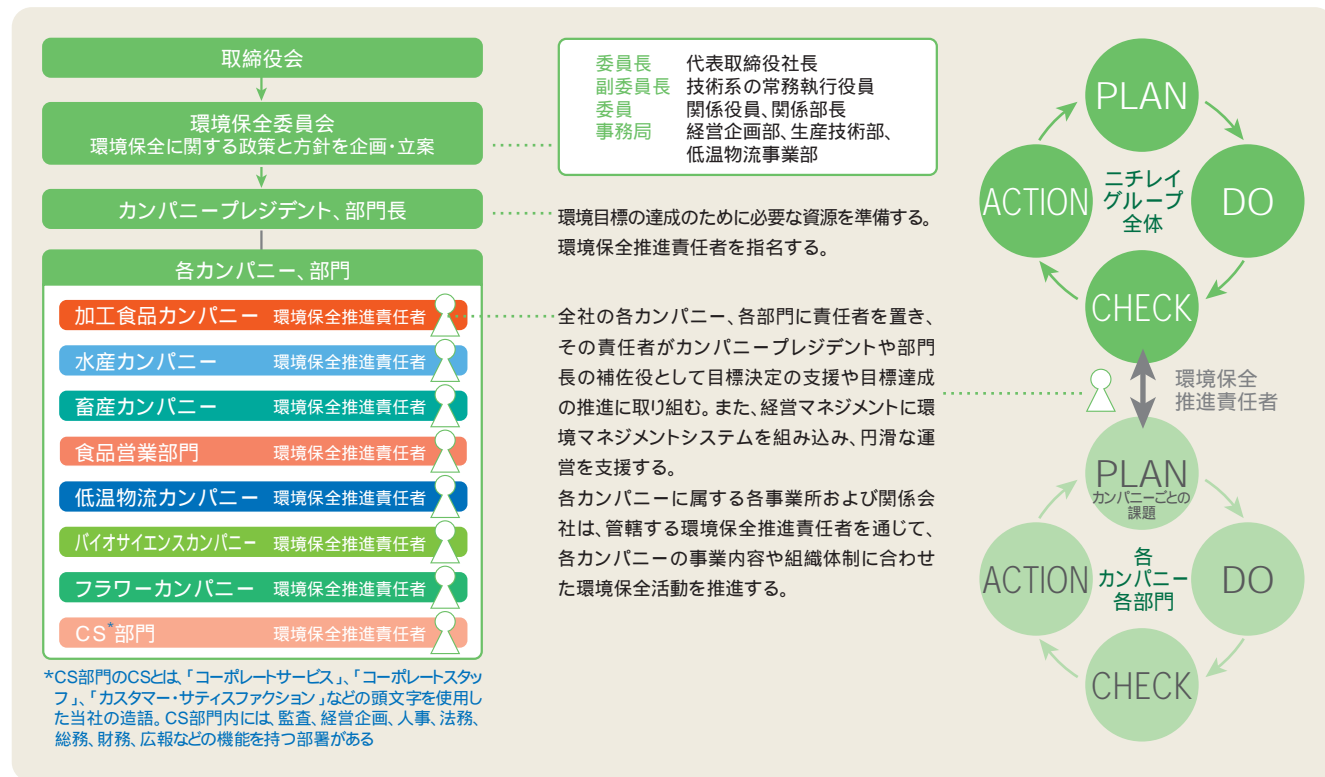 取締役会
環境保全委員会
環境保全に関する政策と方針を企画・立案
カンパニープレジデント、部門長
各カンパニー、部門
加工食品カンパニー 環境保全推進責任者
水産カンパニー 環境保全推進責任者
畜産カンパニー 環境保全推進責任者
食品営業部門 環境保全推進責任者
低温物流カンパニー 環境保全推進責任者
バイオサイエンスカンパニー 環境保全推進責任者
フラワーカンパニー 環境保全推進責任者
CS*部門 環境保全推進責任者
*CS部門のCSとは、「コーポレートサービス」、「コーポレートスタッ
フ」、「カスタマー・サティスファクション」などの頭文字を使用し
た当社の造語。CS部門内には、監査、経営企画、人事、法務、
総務、財務、広報などの機能を持つ部署がある
委員長 代表取締役社長
副委員長 技術系の常務執行役員
委員 関係役員、関係部長
事務局 経営企画部、生産技術部、
低温物流事業部
環境目標の達成のために必要な資源を準備する。
環境保全推進責任者を指名する。
全社の各カンパニー、各部門に責任者を置き、
その責任者がカンパニープレジデントや部門
長の補佐役として目標決定の支援や目標達成
の推進に取り組む。また、経営マネジメントに環
境マネジメントシステムを組み込み、円滑な運
営を支援する。
各カンパニーに属する各事業所および関係会
社は、管轄する環境保全推進責任者を通じて、
各カンパニーの事業内容や組織体制に合わせ
た環境保全活動を推進する。
PLAN
ACTION
ニチレイ
グループ
全体
DO
CHECK
環境保全
推進責任者
PLAN
カンパニーごとの
課題
ACTION
各
カンパニー
各部門
DO
CHECK